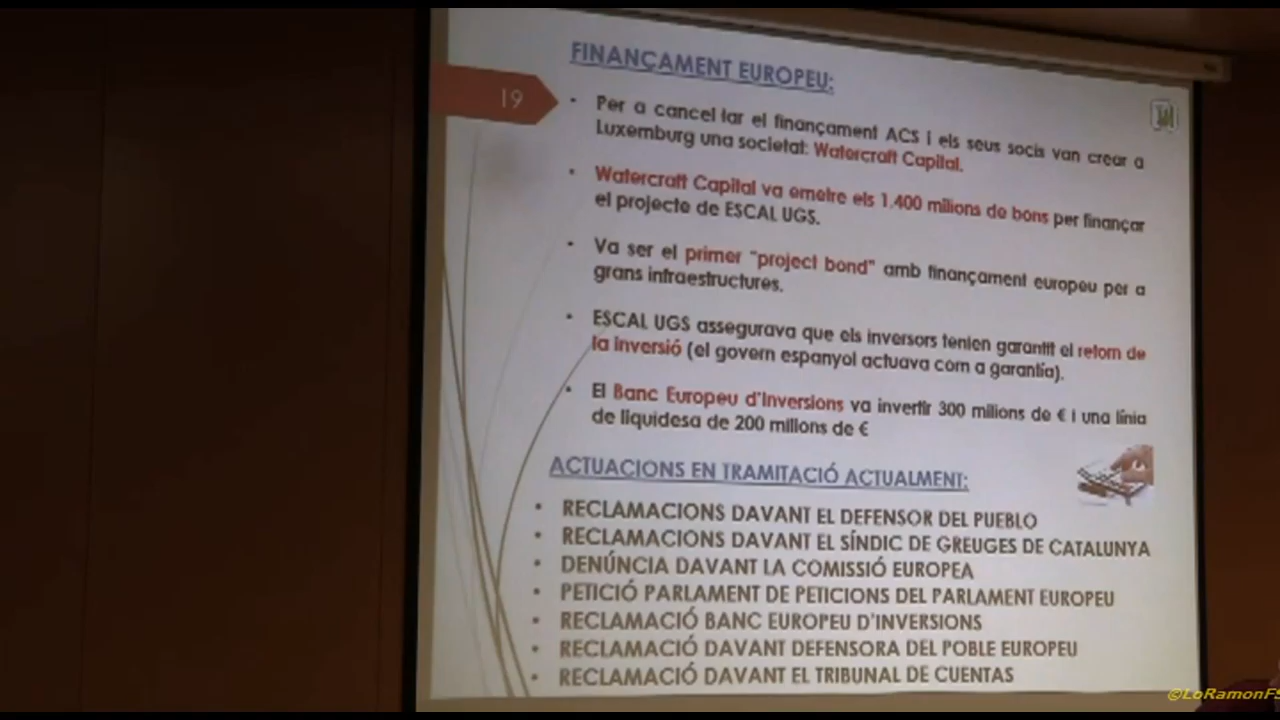 FINANÇAMENT EUROPEU:
19
• Per a cancel·lar el finançament ACS i els seus socis van crear a
Luxemburg una societat: Watercraft Capital.
• Watercraft Capital va emetre els 1.400 milions de bons per finançar
el projecte de ESCAL UGS.
• Va ser el primer "project bond" amb finançament europeu per a
grans infraestructures.
• ESCAL UGS assegurava que els inversors tenien garantit el retorn de
la inversió (el govern espanyol actuava com a garantia).
• El Banc Europeu d'Inversions va invertir 300 milions de € i una línia
de liquidesa de 200 milions de €
ACTUACIONS EN TRAMITACIÓ ACTUALMENT:
• RECLAMACIONS DAVANT EL DEFENSOR DEL PUEBLO
• RECLAMACIONS DAVANT EL SÍNDIC DE GREUGES DE CATALUNYA
• DENÚNCIA DAVANT LA COMISSIÓ EUROPEA
• PETICIÓ PARLAMENT DE PETICIONS DEL PARLAMENT EUROPEU
• RECLAMACIÓ BANC EUROPEU D'INVERSIONS
• RECLAMACIÓ DAVANT DEFENSORA DEL POBLE EUROPEU
• RECLAMACIÓ DAVANT EL TRIBUNAL DE CUENTAS
©LoRamonFS